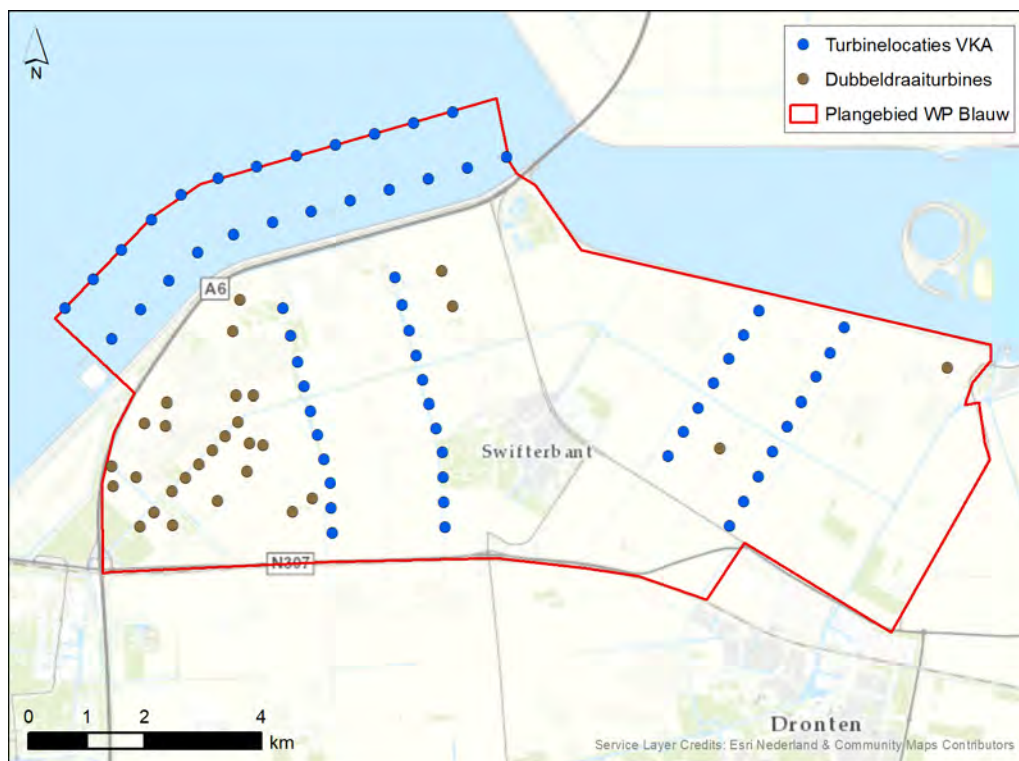 N
Turbinelocaties VKA
Dubbeldraaiturbines
Plangebied WP Blauw
A6
Swifterbant
N307
Dronten
0 1 2 4
km
Service Layer Credits: Esri Nederland & Community Maps Contributors